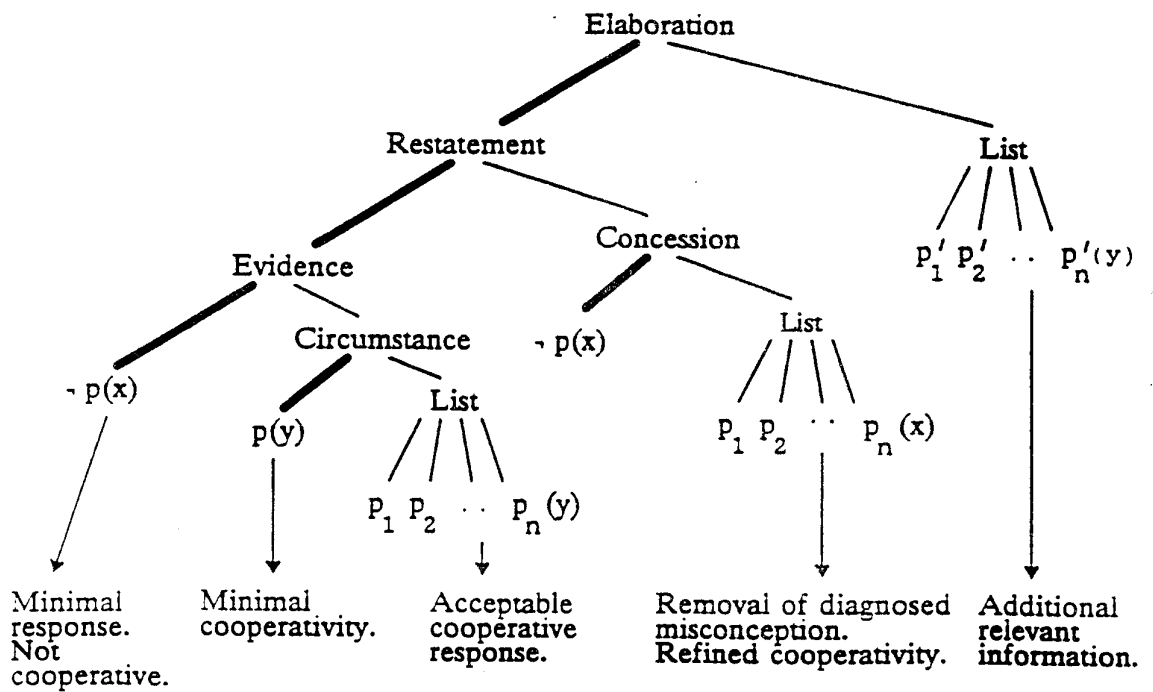 Elaboration
Restatement
List
Evidence
Concession
p′1 p′2 ·· p′n(y)
Circumstance
¬ p(x)
List
¬ p(x)
List
p(y)
p1 p2 ·· pn (x)
p1 p2 ·· pn (y)
Minimal
response.
Not
cooperative.
Minimal
cooperativity.
Acceptable
cooperative
response.
Removal of diagnosed
misconception.
Refined cooperativity.
Additional
relevant
information.